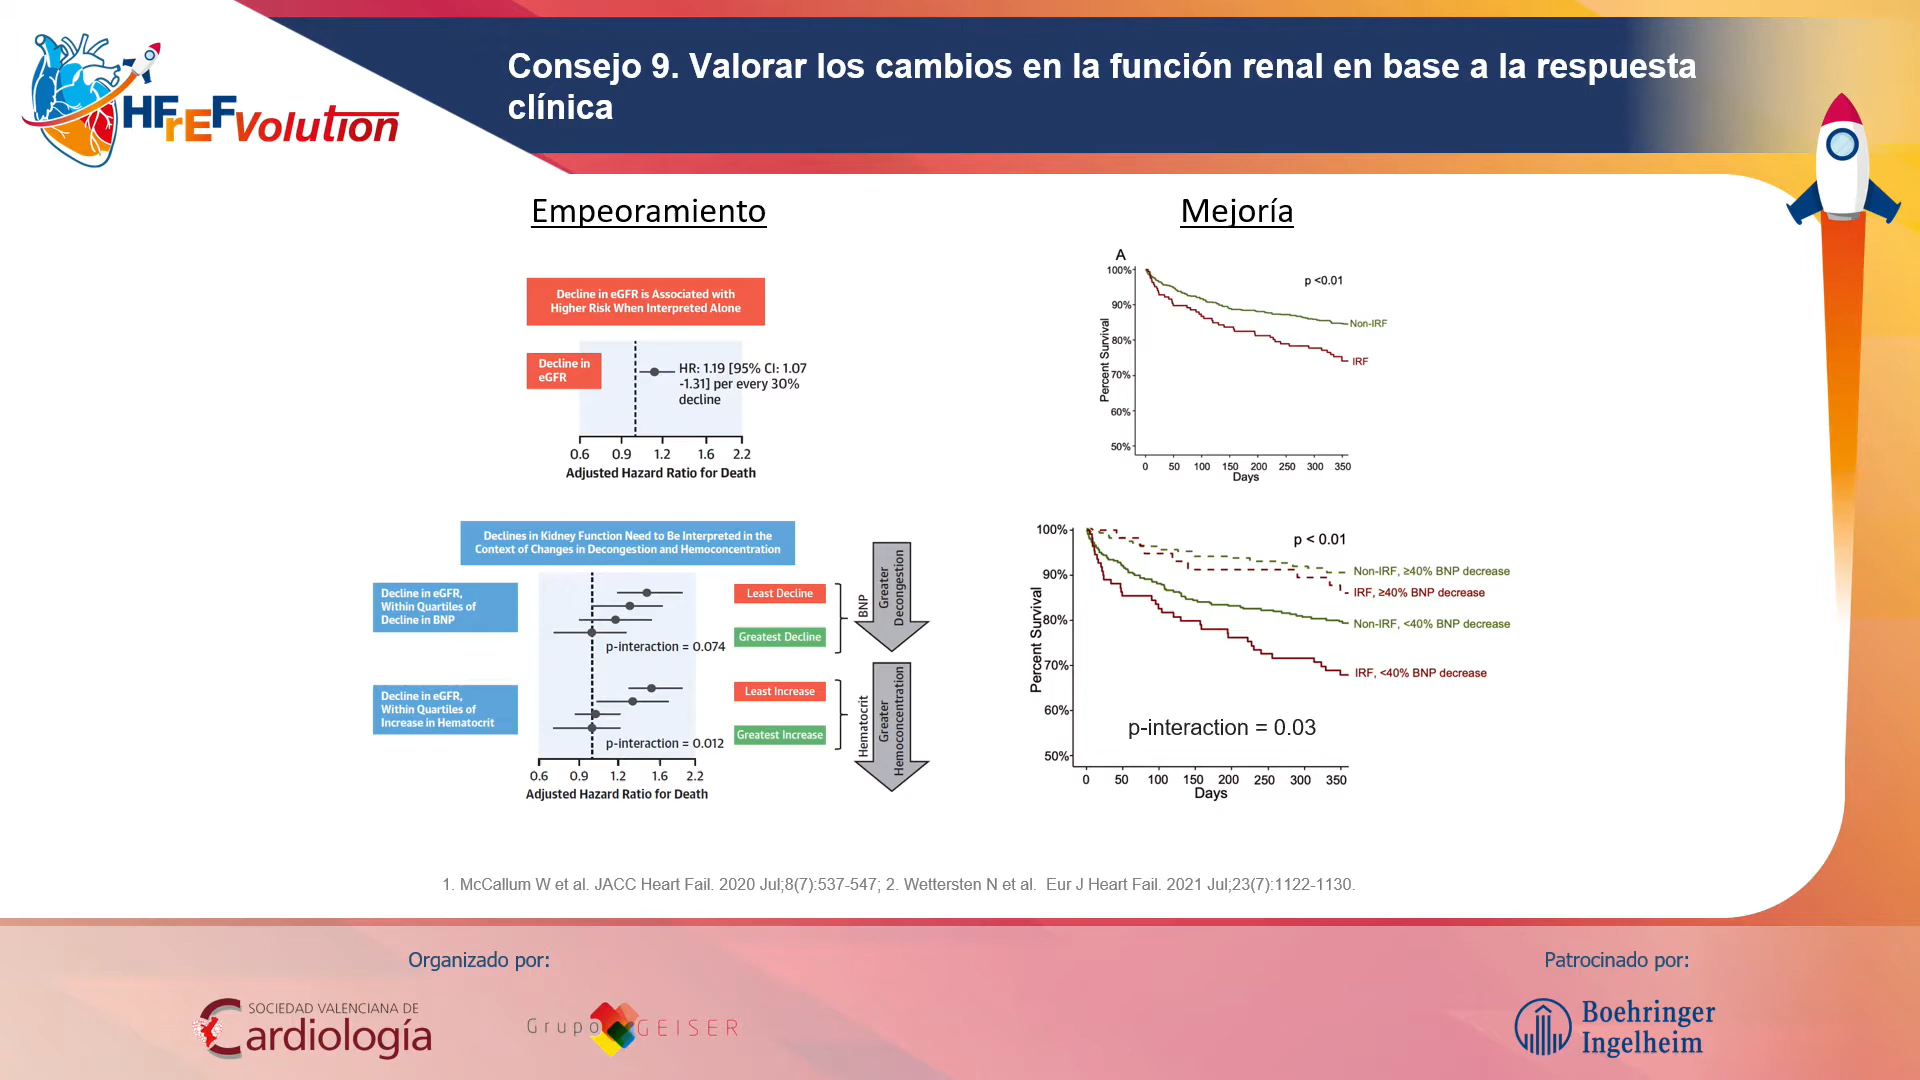 HFrEFVolution
Consejo 9. Valorar los cambios en la función renal en base a la respuesta
clínica
Empeoramiento
Decline in eGFR is Associated with
Higher Risk When Interpreted Alone
Decline in
eGFR
HR: 1.19 [95% CI: 1.07
-1.31] per every 30%
decline
0.6 0.9 1.2 1.6 2.2
Adjusted Hazard Ratio for Death
Declines in Kidney Function Need to Be Interpreted in the
Context of Changes in Decongestion and Hemoconcentration
Decline in eGFR,
Within Quartiles of
Decline in BNP
p-interaction = 0.074
Least Decline
Greatest Decline
BNP
Greater
Decongestion
Decline in eGFR,
Within Quartiles of
Increase in Hematocrit
p-interaction = 0.012
Least Increase
Greatest Increase
Hematocrit
Greater
Hemoconcentration
0.6 0.9 1.2 1.6 2.2
Adjusted Hazard Ratio for Death
Mejoría
A
p <0.01
100%
90%
80%
70%
60%
50%
Percent Survival
Non-IRF
IRF
0 50 100 150 200 250 300 350
Days
p < 0.01
100%
90%
80%
70%
60%
50%
Percent Survival
Non-IRF, ≥40% BNP decrease
IRF, ≥40% BNP decrease
Non-IRF, <40% BNP decrease
IRF, <40% BNP decrease
p-interaction = 0.03
0 50 100 150 200 250 300 350
Days
1. McCallum W et al. JACC Heart Fail. 2020 Jul;8(7):537-547; 2. Wettersten N et al. Eur J Heart Fail. 2021 Jul;23(7):1122-1130.
Organizado por:
SOCIEDAD VALENCIANA DE
Cardiología
Grupo GEISER
Patrocinado por:
Boehringer
Ingelheim